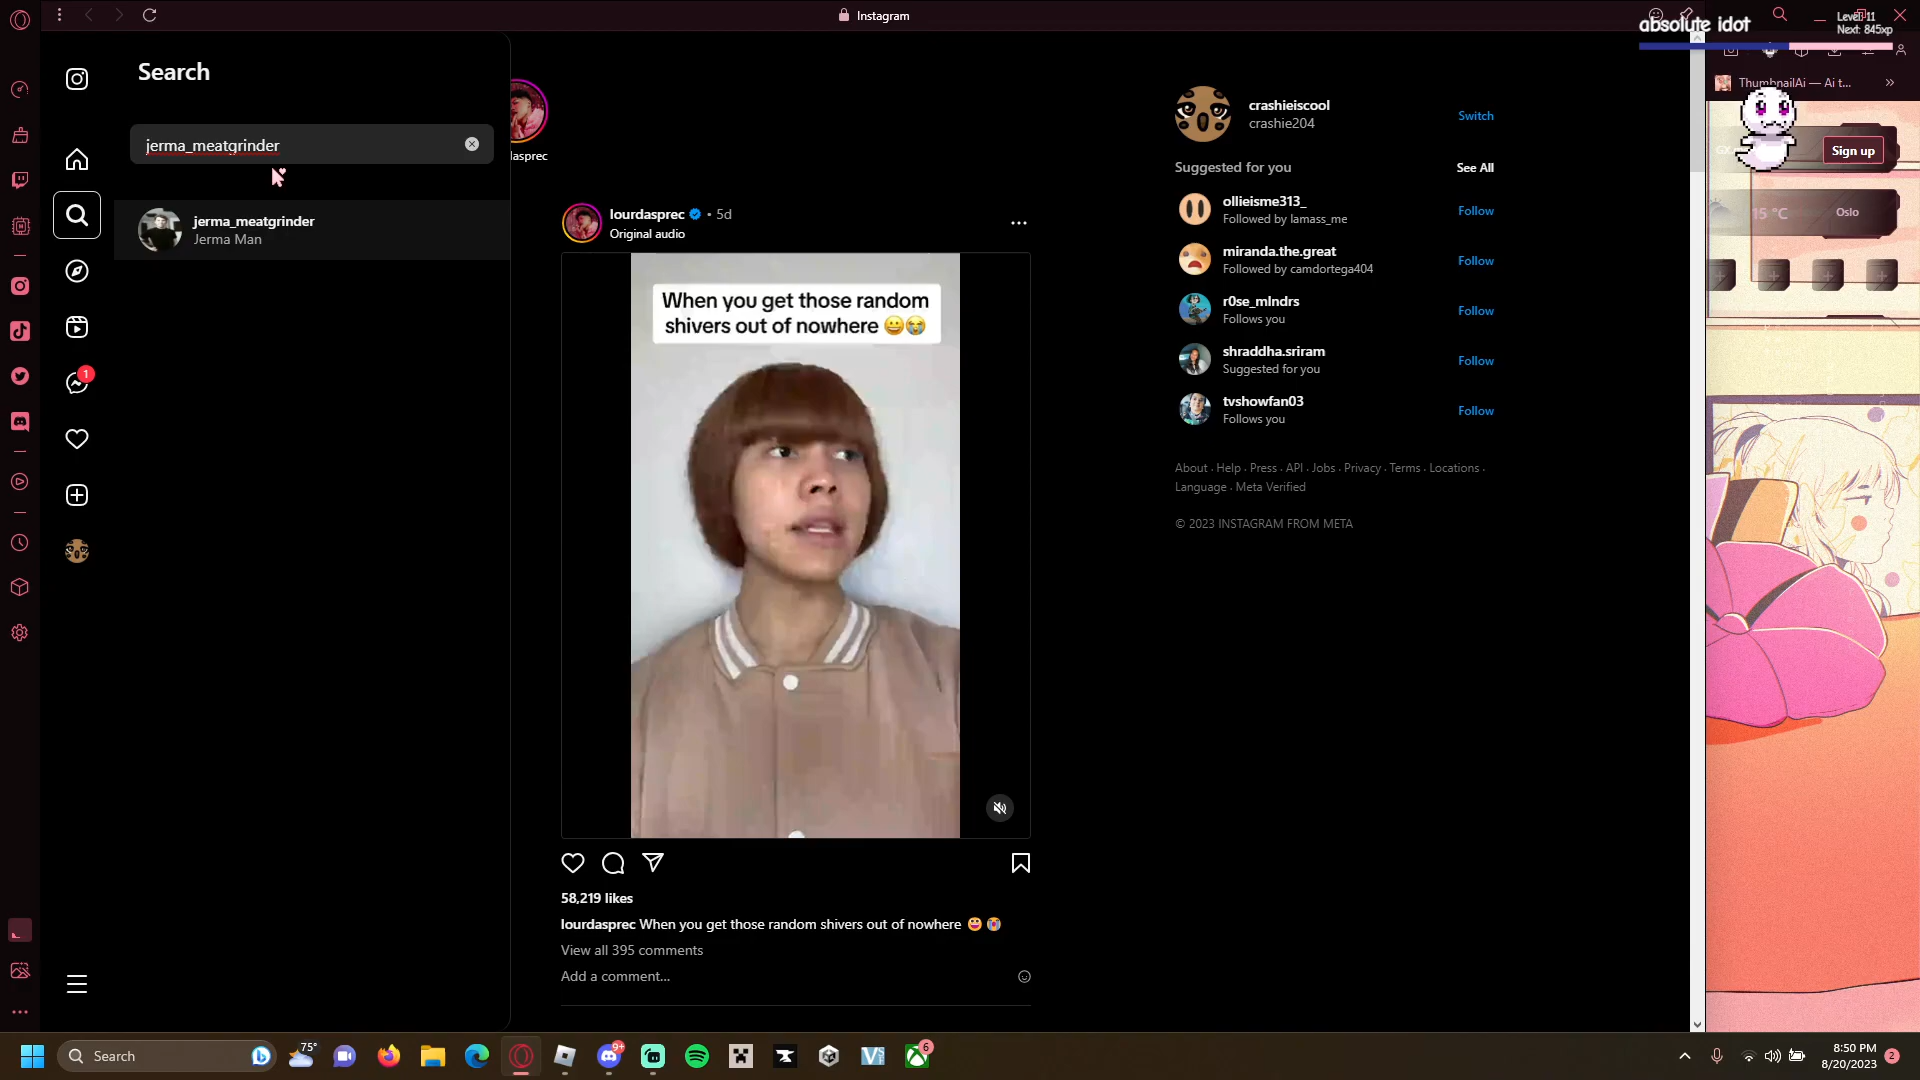 Instagram
absolute idot
Level: 11
Next: 845xp
ThumbnailAi — Ai t...
Search
jerma_meatgrinder
jerma_meatgrinder
Jerma Man
lasprec
lourdasprec • 5d
Original audio
When you get those random
shivers out of nowhere 😀😭
58,219 likes
lourdasprec When you get those random shivers out of nowhere 😀 😭
View all 395 comments
Add a comment...
crashieiscool
crashie204
Switch
Suggested for you
See All
ollieisme313_
Followed by lamass_me
Follow
miranda.the.great
Followed by camdortega404
Follow
r0se_mlndrs
Follows you
Follow
shraddha.sriram
Suggested for you
Follow
tvshowfan03
Follows you
Follow
About · Help · Press · API · Jobs · Privacy · Terms · Locations ·
Language · Meta Verified
© 2023 INSTAGRAM FROM META
Sign up
15 °C
Oslo
1
Search
75°
9+
6
8:50 PM
8/20/2023
2